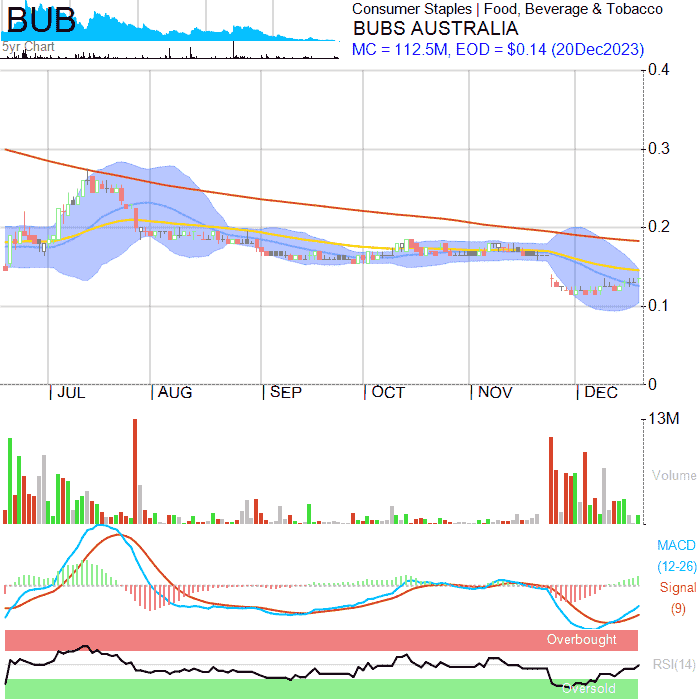 BUB
5yr Chart
Consumer Staples | Food, Beverage & Tobacco
BUBS AUSTRALIA
MC = 112.5M, EOD = $0.14 (20Dec2023)
0.4
0.3
0.2
0.1
0
JUL AUG SEP OCT NOV DEC
13M
Volume
MACD
(12-26)
Signal
(9)
Overbought
RSI(14)
Oversold